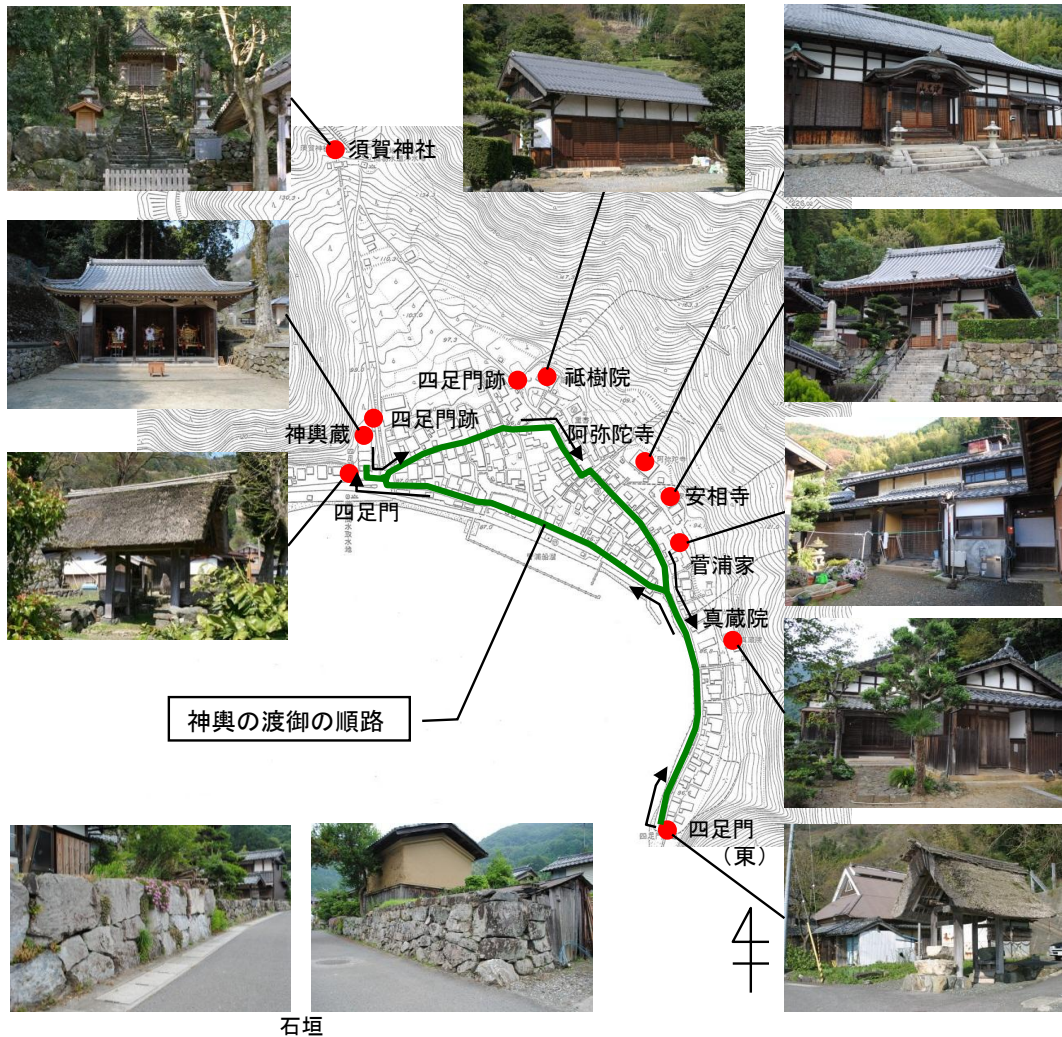 須賀神社
四足門跡
祇樹院
四足門跡
神輿蔵
阿弥陀寺
四足門
安相寺
菅浦家
真蔵院
神輿の渡御の順路
四足門
（東）
石垣